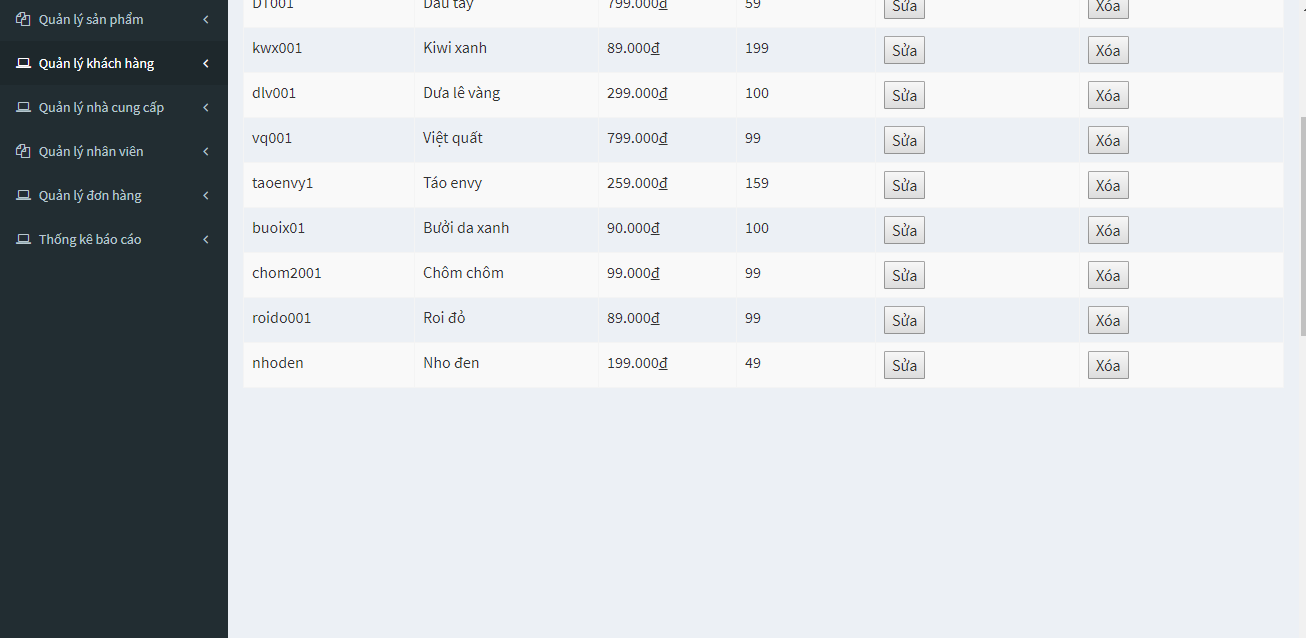 Quản lý sản phẩm
Quản lý khách hàng
Quản lý nhà cung cấp
Quản lý nhân viên
Quản lý đơn hàng
Thống kê báo cáo
DT001 Dâu tây 799.000₫ 59 Sửa Xóa
kwx001 Kiwi xanh 89.000₫ 199 Sửa Xóa
dlv001 Dưa lê vàng 299.000₫ 100 Sửa Xóa
vq001 Việt quất 799.000₫ 99 Sửa Xóa
taoenvy1 Táo envy 259.000₫ 159 Sửa Xóa
buoix01 Bưởi da xanh 90.000₫ 100 Sửa Xóa
chom2001 Chôm chôm 99.000₫ 99 Sửa Xóa
roido001 Roi đỏ 89.000₫ 99 Sửa Xóa
nhoden Nho đen 199.000₫ 49 Sửa Xóa